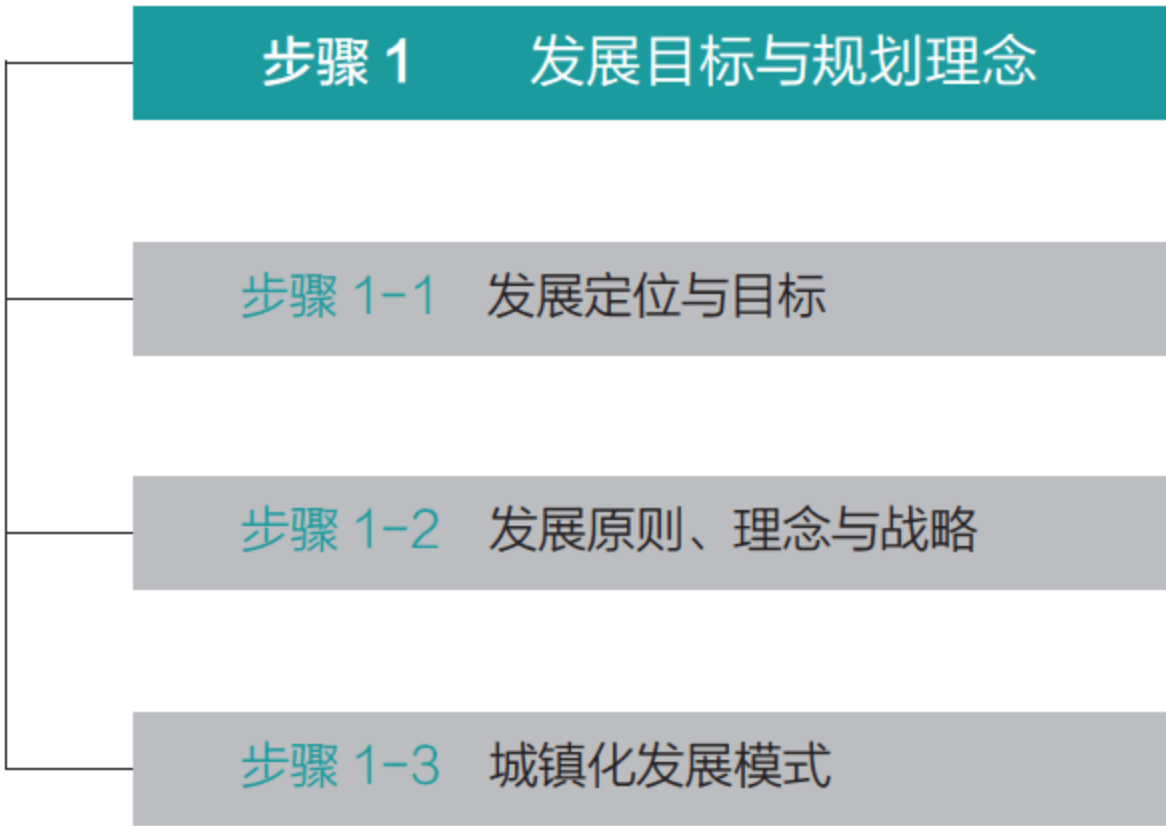 步骤 1 发展目标与规划理念
步骤 1-1 发展定位与目标
步骤 1-2 发展原则、理念与战略
步骤 1-3 城镇化发展模式